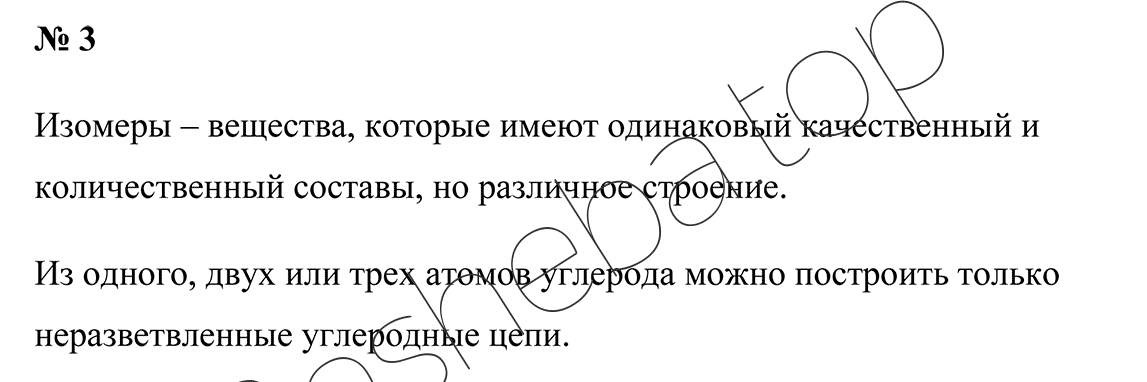 № 3
Изомеры – вещества, которые имеют одинаковый качественный и
количественный составы, но различное строение.
Из одного, двух или трех атомов углерода можно построить только
неразветвленные углеродные цепи.